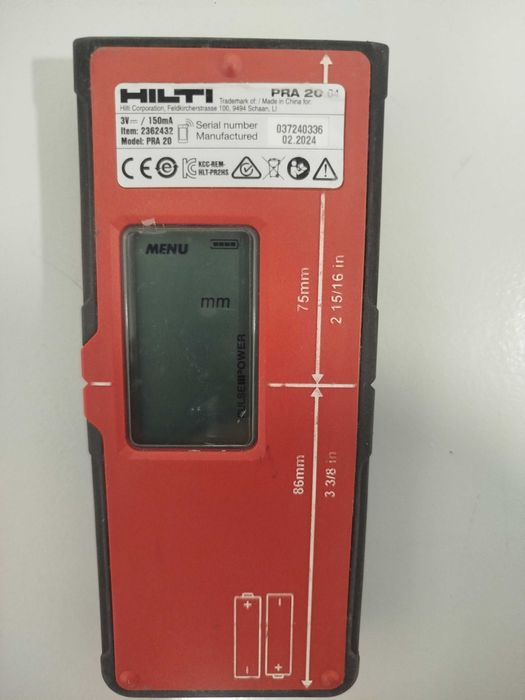 HILTI PRA 20 04
Trademark of: / Made in China for:
Hilti Corporation, Feldkircherstrasse 100, 9494 Schaan, LI
3V⎓ / 150mA
Item: 2362432
Model: PRA 20
Serial number 037240336
Manufactured 02.2024
CE
KCC-REM-
HLT-PR2HS
MENU
mm
PULSE POWER
75mm
2 15/16 in
86mm
3 3/8 in
+ -
- +